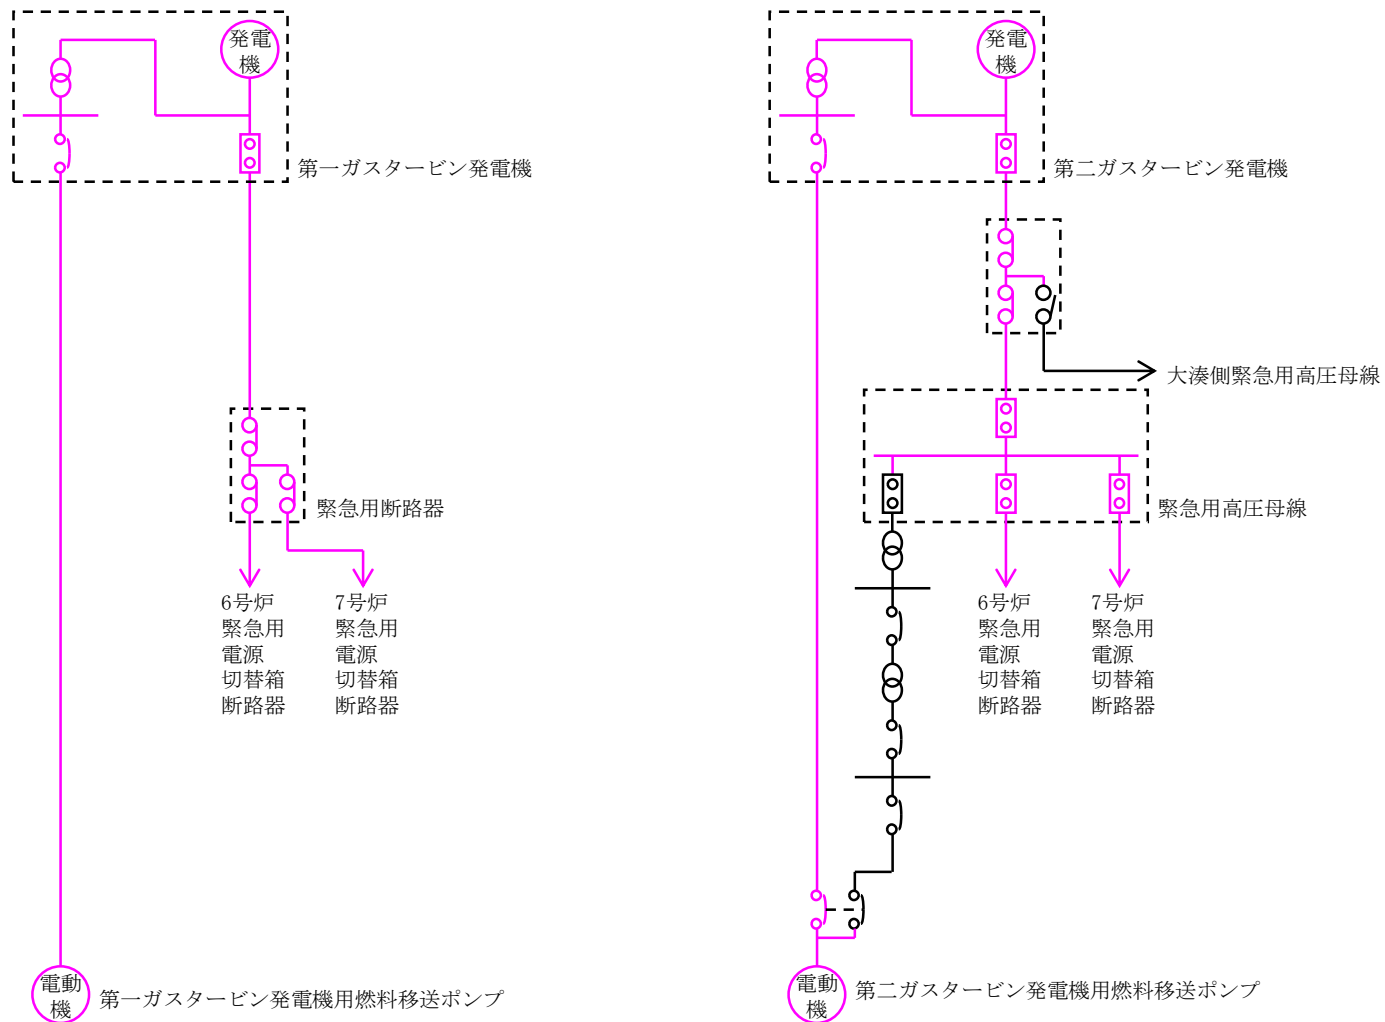 発電
機
第一ガスタービン発電機
発電
機
第二ガスタービン発電機
大湊側緊急用高圧母線
緊急用断路器
緊急用高圧母線
6号炉
緊急用
電源
切替箱
断路器
7号炉
緊急用
電源
切替箱
断路器
6号炉
緊急用
電源
切替箱
断路器
7号炉
緊急用
電源
切替箱
断路器
電動
機
第一ガスタービン発電機用燃料移送ポンプ
電動
機
第二ガスタービン発電機用燃料移送ポンプ